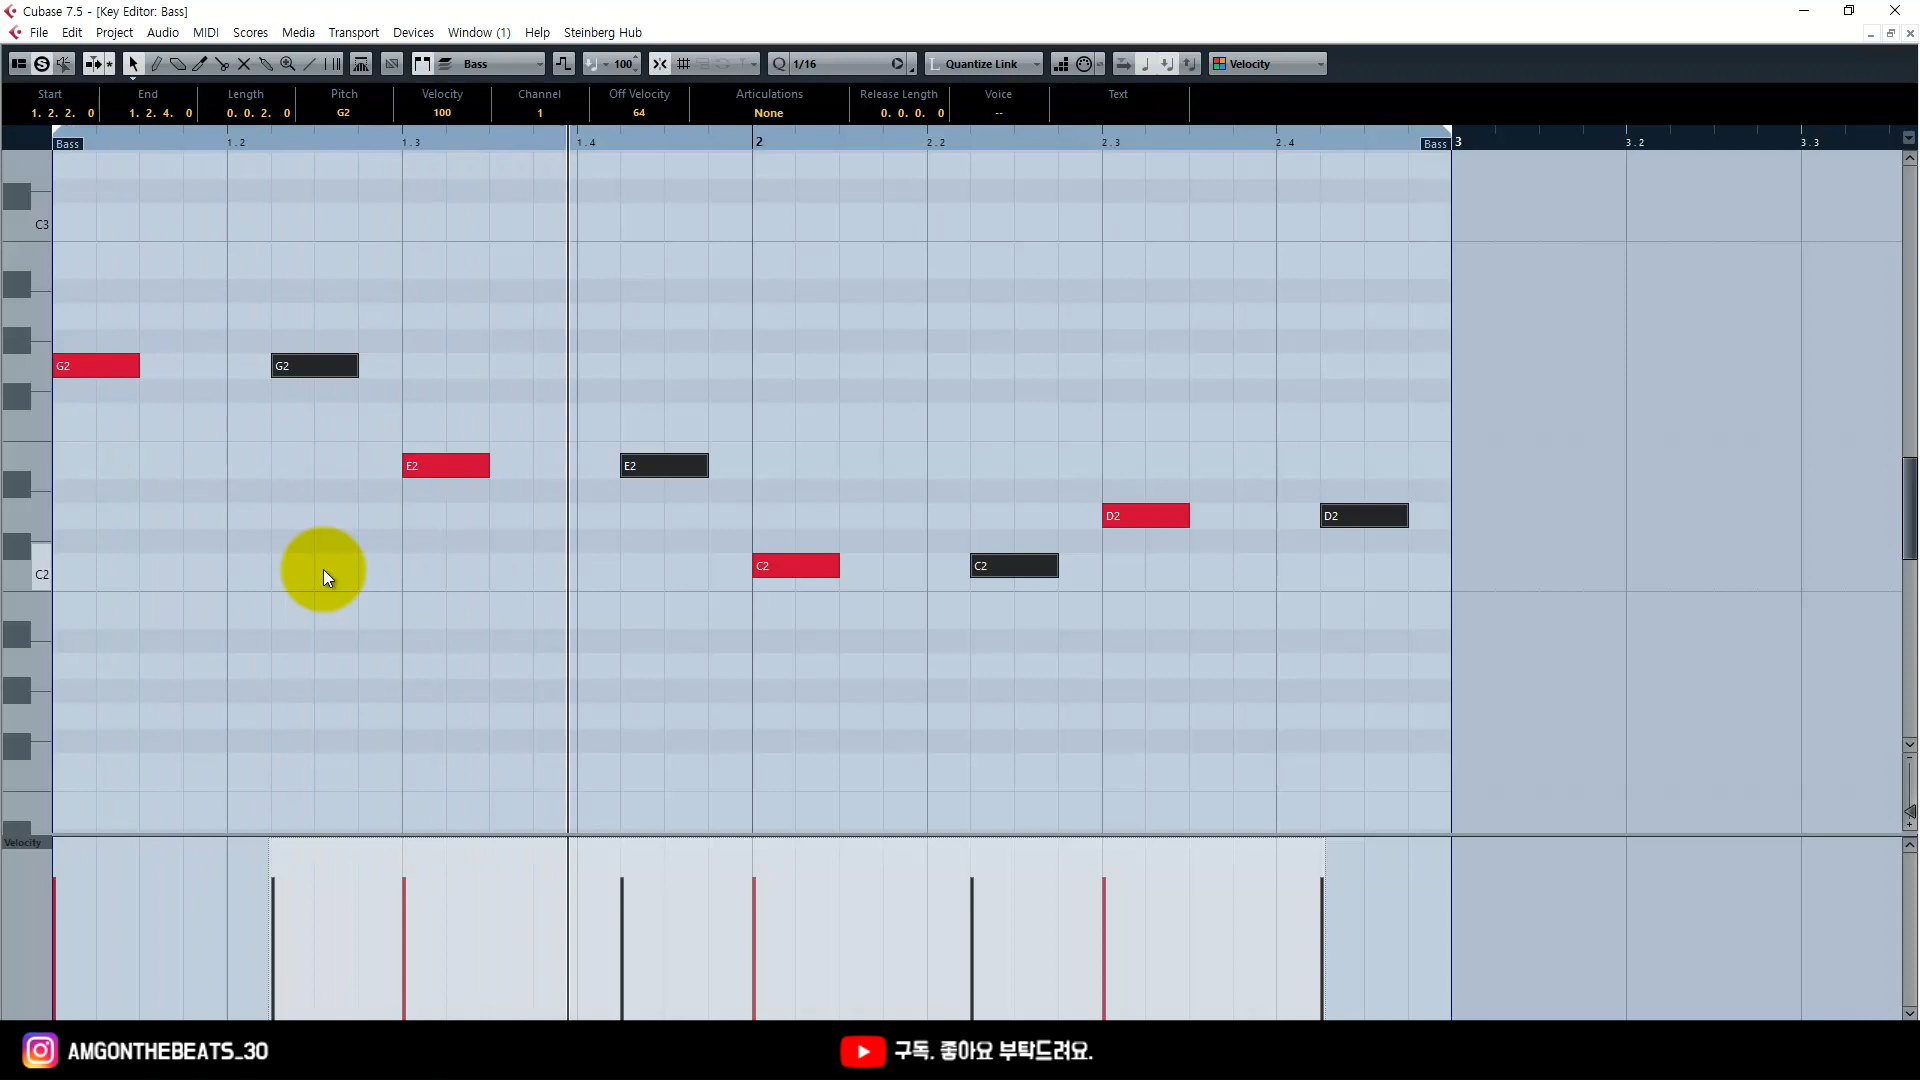 Cubase 7.5 - [Key Editor: Bass]
File Edit Project Audio MIDI Scores Media Transport Devices Window (1) Help Steinberg Hub
Bass 100 Q 1/16 L Quantize Link Velocity
Start End Length Pitch Velocity Channel Off Velocity Articulations Release Length Voice Text
1. 2. 2. 0 1. 2. 4. 0 0. 0. 2. 0 G2 100 1 64 None 0. 0. 0. 0 --
Bass 1.2 1.3 1.4 2 2.2 2.3 2.4 Bass 3 3.2 3.3
C3
G2 G2
E2 E2
D2 D2
C2 C2 C2
Velocity
AMGONTHEBEATS_30 구독, 좋아요 부탁드려요.